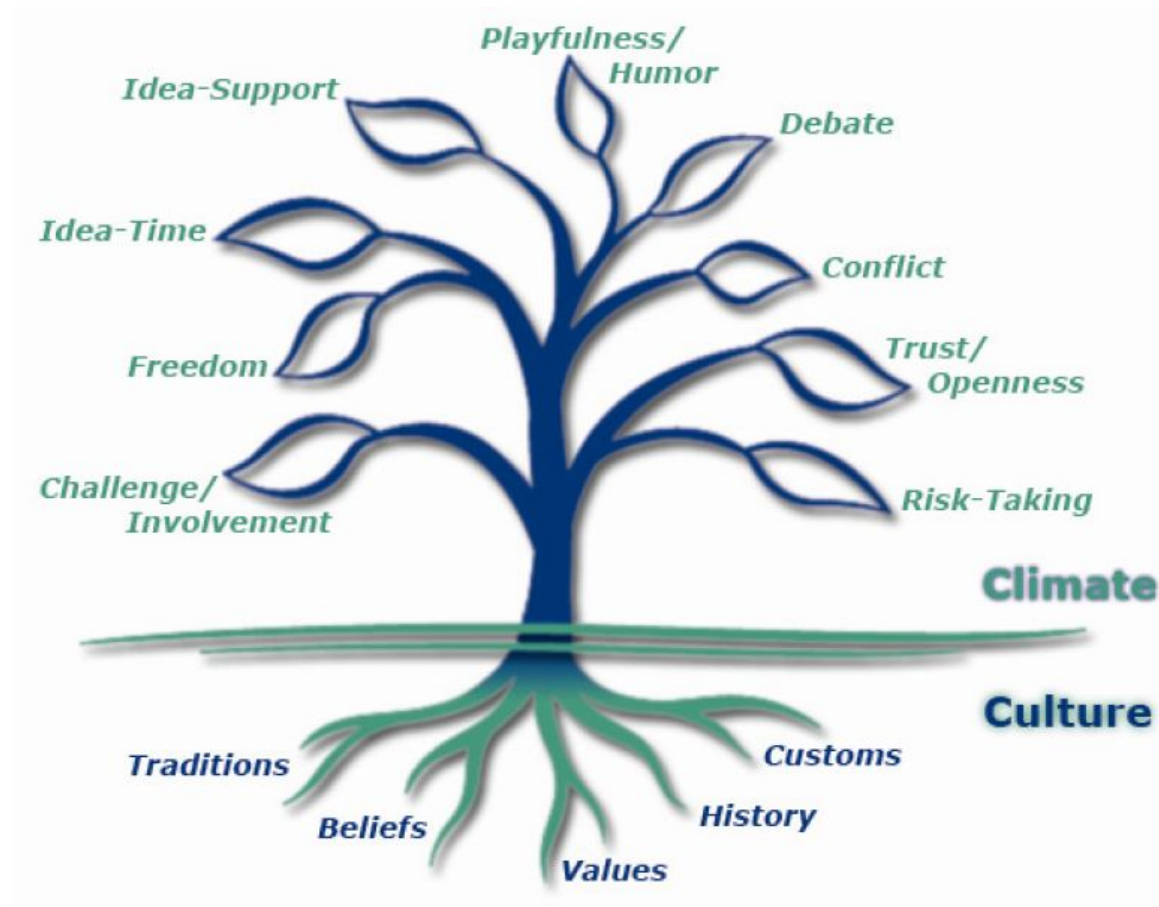 Playfulness/
Humor
Idea-Support
Debate
Idea-Time
Conflict
Freedom
Trust/
Openness
Challenge/
Involvement
Risk-Taking
Climate
Culture
Traditions
Customs
Beliefs
History
Values